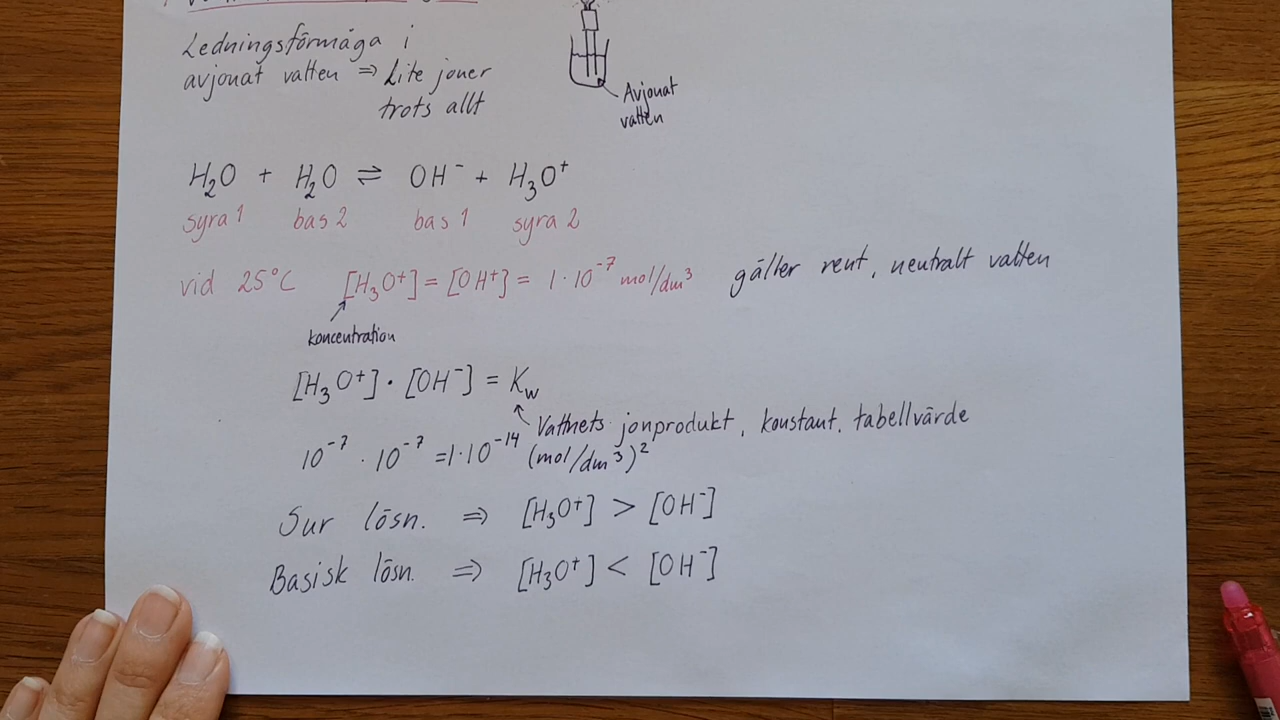 Ledningsförmåga i
avjonat vatten ⇒ Lite joner
trots allt
Avjonat
vatten
H₂O + H₂O ⇌ OH⁻ + H₃O⁺
syra 1 bas 2 bas 1 syra 2
vid 25°C [H₃O⁺] = [OH⁺] = 1·10⁻⁷ mol/dm³ gäller rent, neutralt vatten
koncentration
[H₃O⁺]·[OH⁻] = Kw
Vattnets jonprodukt, konstant, tabellvärde
10⁻⁷ · 10⁻⁷ = 1·10⁻¹⁴ (mol/dm³)²
Sur lösn. ⇒ [H₃O⁺] > [OH⁻]
Basisk lösn. ⇒ [H₃O⁺] < [OH⁻]